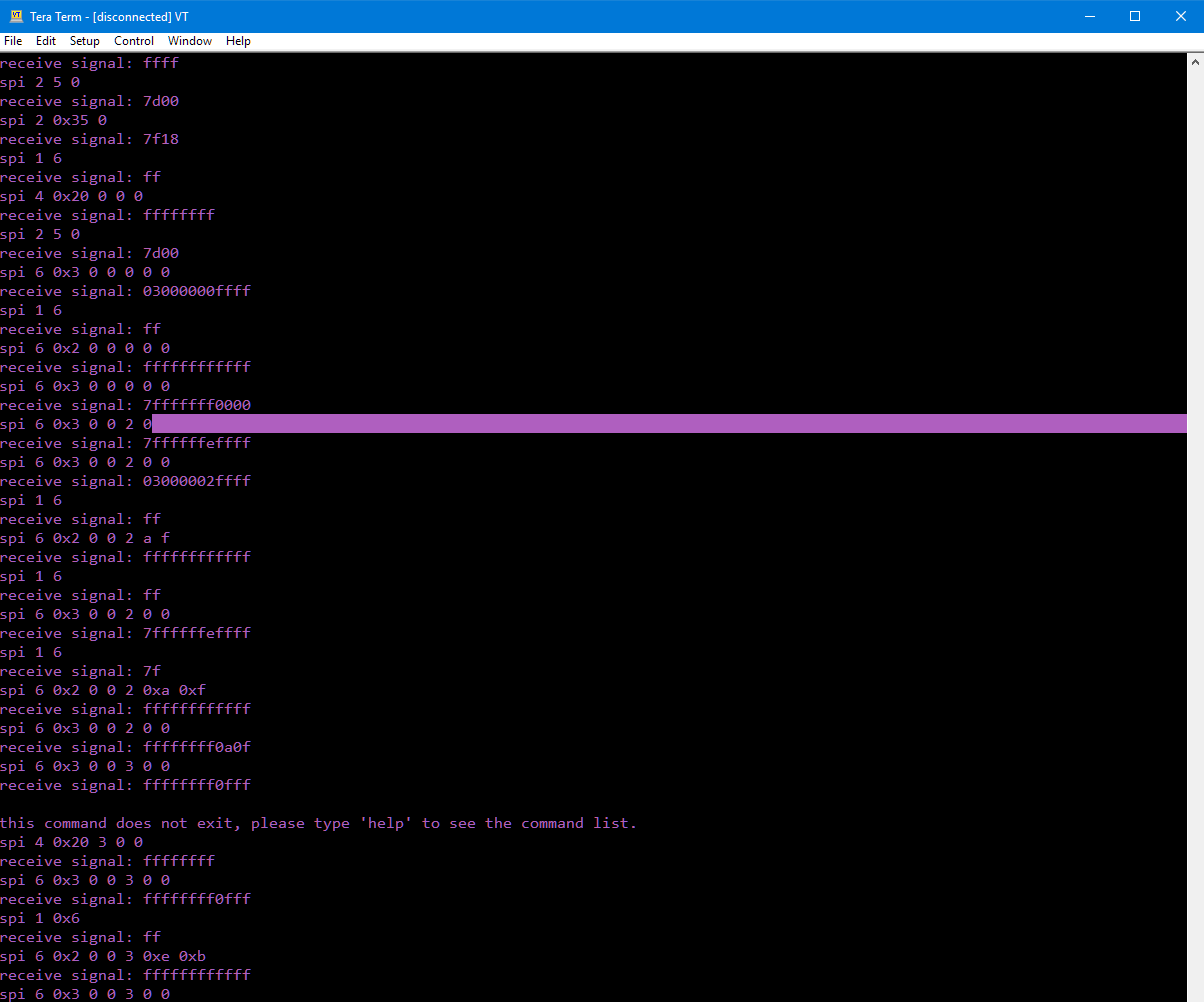 Tera Term - [disconnected] VT
File Edit Setup Control Window Help
receive signal: ffff
spi 2 5 0
receive signal: 7d00
spi 2 0x35 0
receive signal: 7f18
spi 1 6
receive signal: ff
spi 4 0x20 0 0 0
receive signal: ffffffff
spi 2 5 0
receive signal: 7d00
spi 6 0x3 0 0 0 0 0
receive signal: 03000000ffff
spi 1 6
receive signal: ff
spi 6 0x2 0 0 0 0 0
receive signal: ffffffffffff
spi 6 0x3 0 0 0 0 0
receive signal: 7fffffff0000
spi 6 0x3 0 0 2 0
receive signal: 7ffffffeffff
spi 6 0x3 0 0 2 0 0
receive signal: 03000002ffff
spi 1 6
receive signal: ff
spi 6 0x2 0 0 2 a f
receive signal: ffffffffffff
spi 1 6
receive signal: ff
spi 6 0x3 0 0 2 0 0
receive signal: 7ffffffeffff
spi 1 6
receive signal: 7f
spi 6 0x2 0 0 2 0xa 0xf
receive signal: ffffffffffff
spi 6 0x3 0 0 2 0 0
receive signal: ffffffff0a0f
spi 6 0x3 0 0 3 0 0
receive signal: ffffffff0fff
this command does not exit, please type 'help' to see the command list.
spi 4 0x20 3 0 0
receive signal: ffffffff
spi 6 0x3 0 0 3 0 0
receive signal: ffffffff0fff
spi 1 0x6
receive signal: ff
spi 6 0x2 0 0 3 0xe 0xb
receive signal: ffffffffffff
spi 6 0x3 0 0 3 0 0